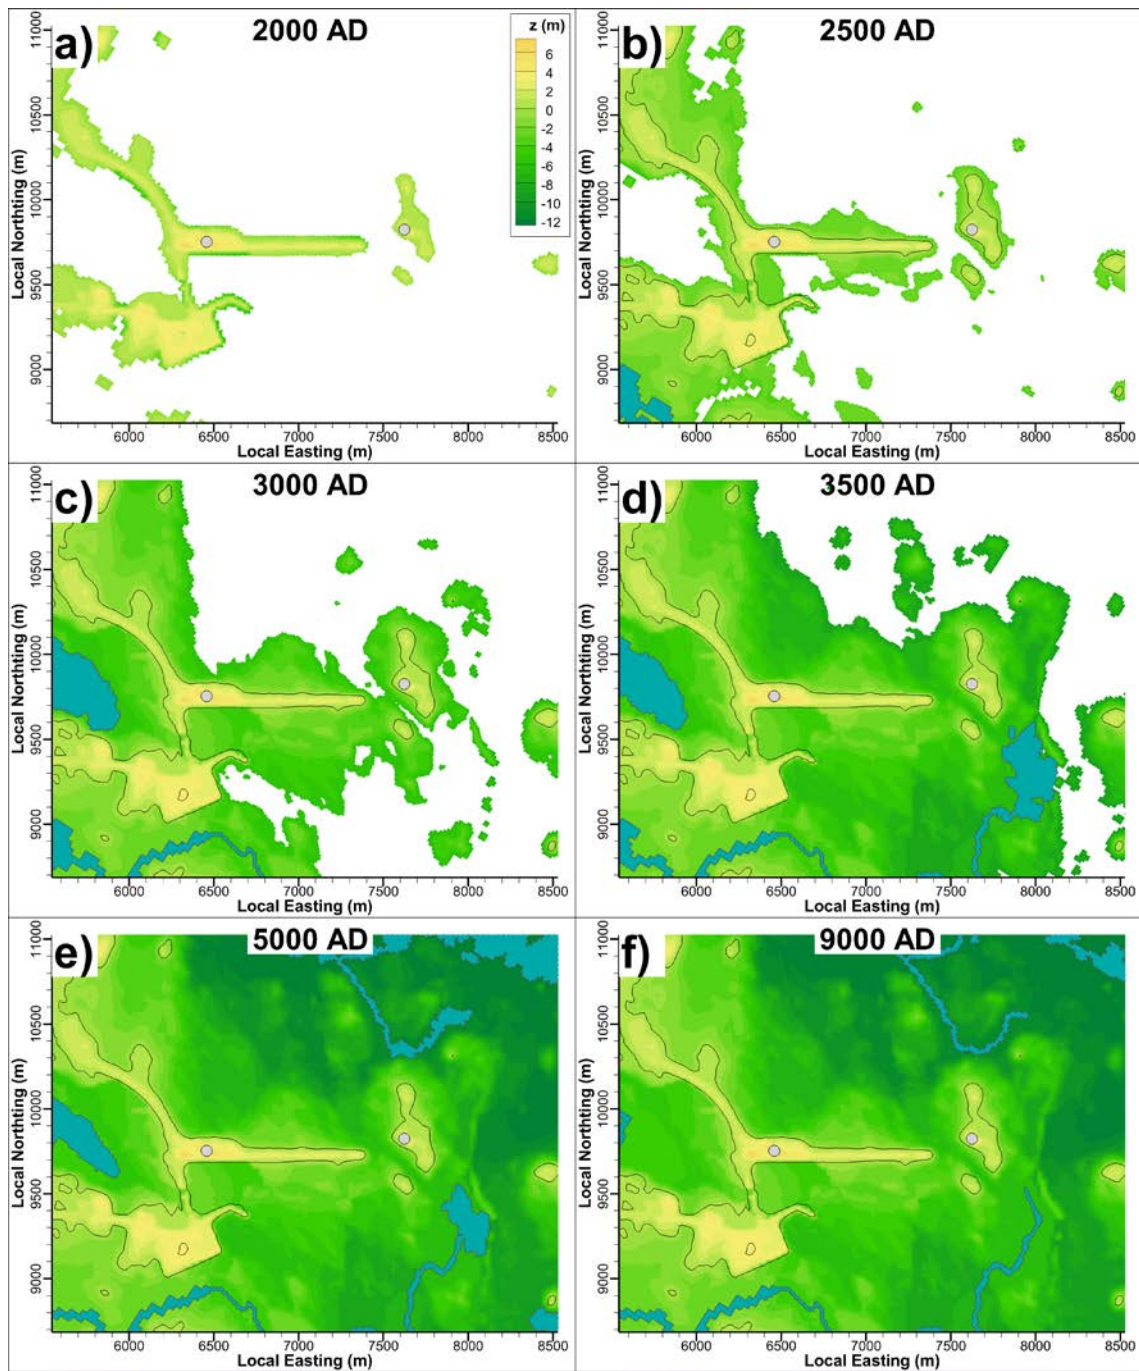 a)
2000 AD
z (m)
6
4
2
0
-2
-4
-6
-8
-10
-12
11000
10500
10000
9500
9000
Local Northting (m)
6000 6500 7000 7500 8000 8500
Local Easting (m)
b)
2500 AD
11000
10500
10000
9500
9000
Local Northting (m)
6000 6500 7000 7500 8000 8500
Local Easting (m)
c)
3000 AD
11000
10500
10000
9500
9000
Local Northting (m)
6000 6500 7000 7500 8000 8500
Local Easting (m)
d)
3500 AD
11000
10500
10000
9500
9000
Local Northting (m)
6000 6500 7000 7500 8000 8500
Local Easting (m)
e)
5000 AD
11000
10500
10000
9500
9000
Local Northting (m)
6000 6500 7000 7500 8000 8500
Local Easting (m)
f)
9000 AD
11000
10500
10000
9500
9000
Local Northting (m)
6000 6500 7000 7500 8000 8500
Local Easting (m)